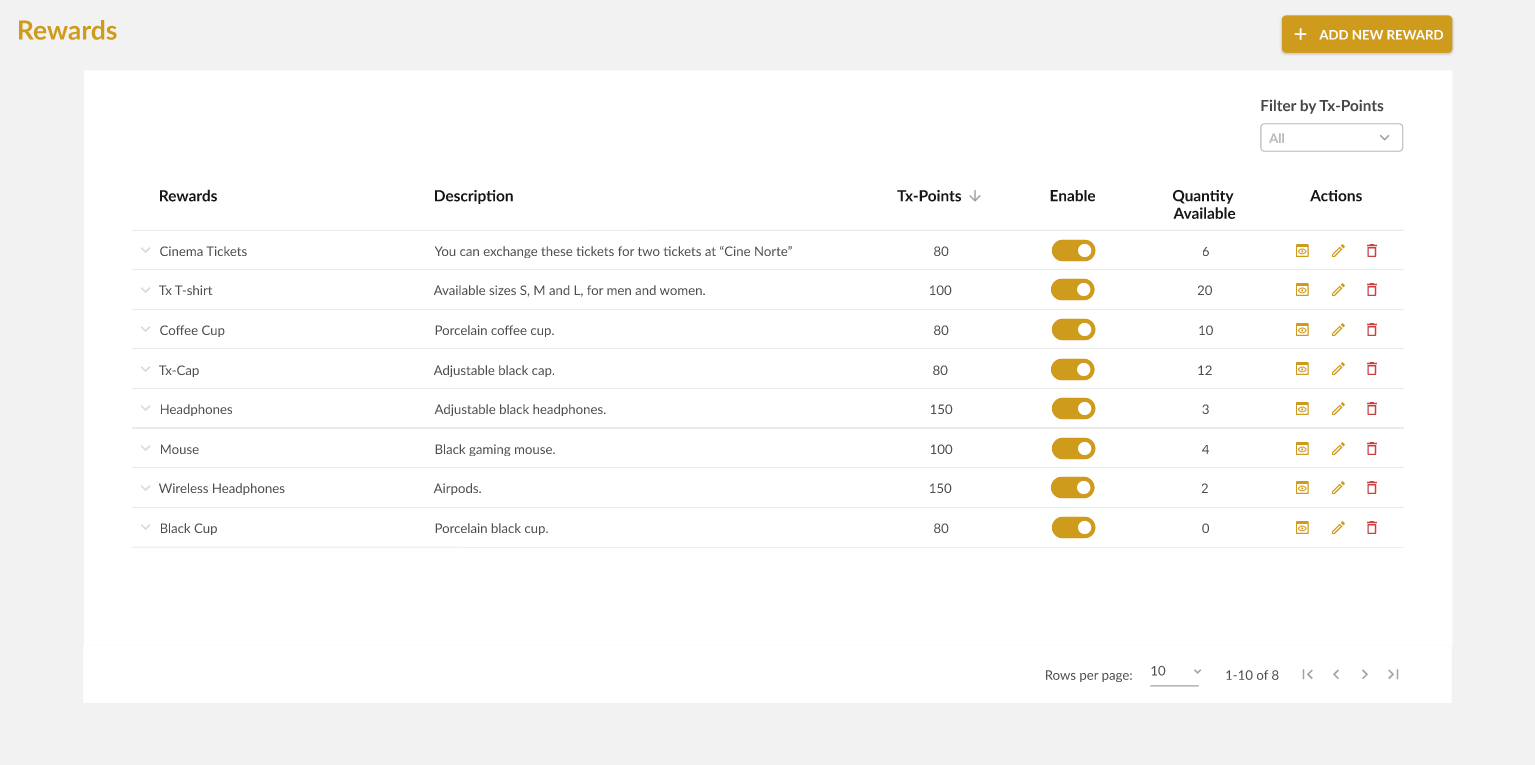 Rewards
ADD NEW REWARD
Filter by Tx-Points
All
Rewards Description Tx-Points Enable Quantity Available Actions
Cinema Tickets You can exchange these tickets for two tickets at “Cine Norte” 80 6
Tx T-shirt Available sizes S, M and L, for men and women. 100 20
Coffee Cup Porcelain coffee cup. 80 10
Tx-Cap Adjustable black cap. 80 12
Headphones Adjustable black headphones. 150 3
Mouse Black gaming mouse. 100 4
Wireless Headphones Airpods. 150 2
Black Cup Porcelain black cup. 80 0
Rows per page: 10 1-10 of 8